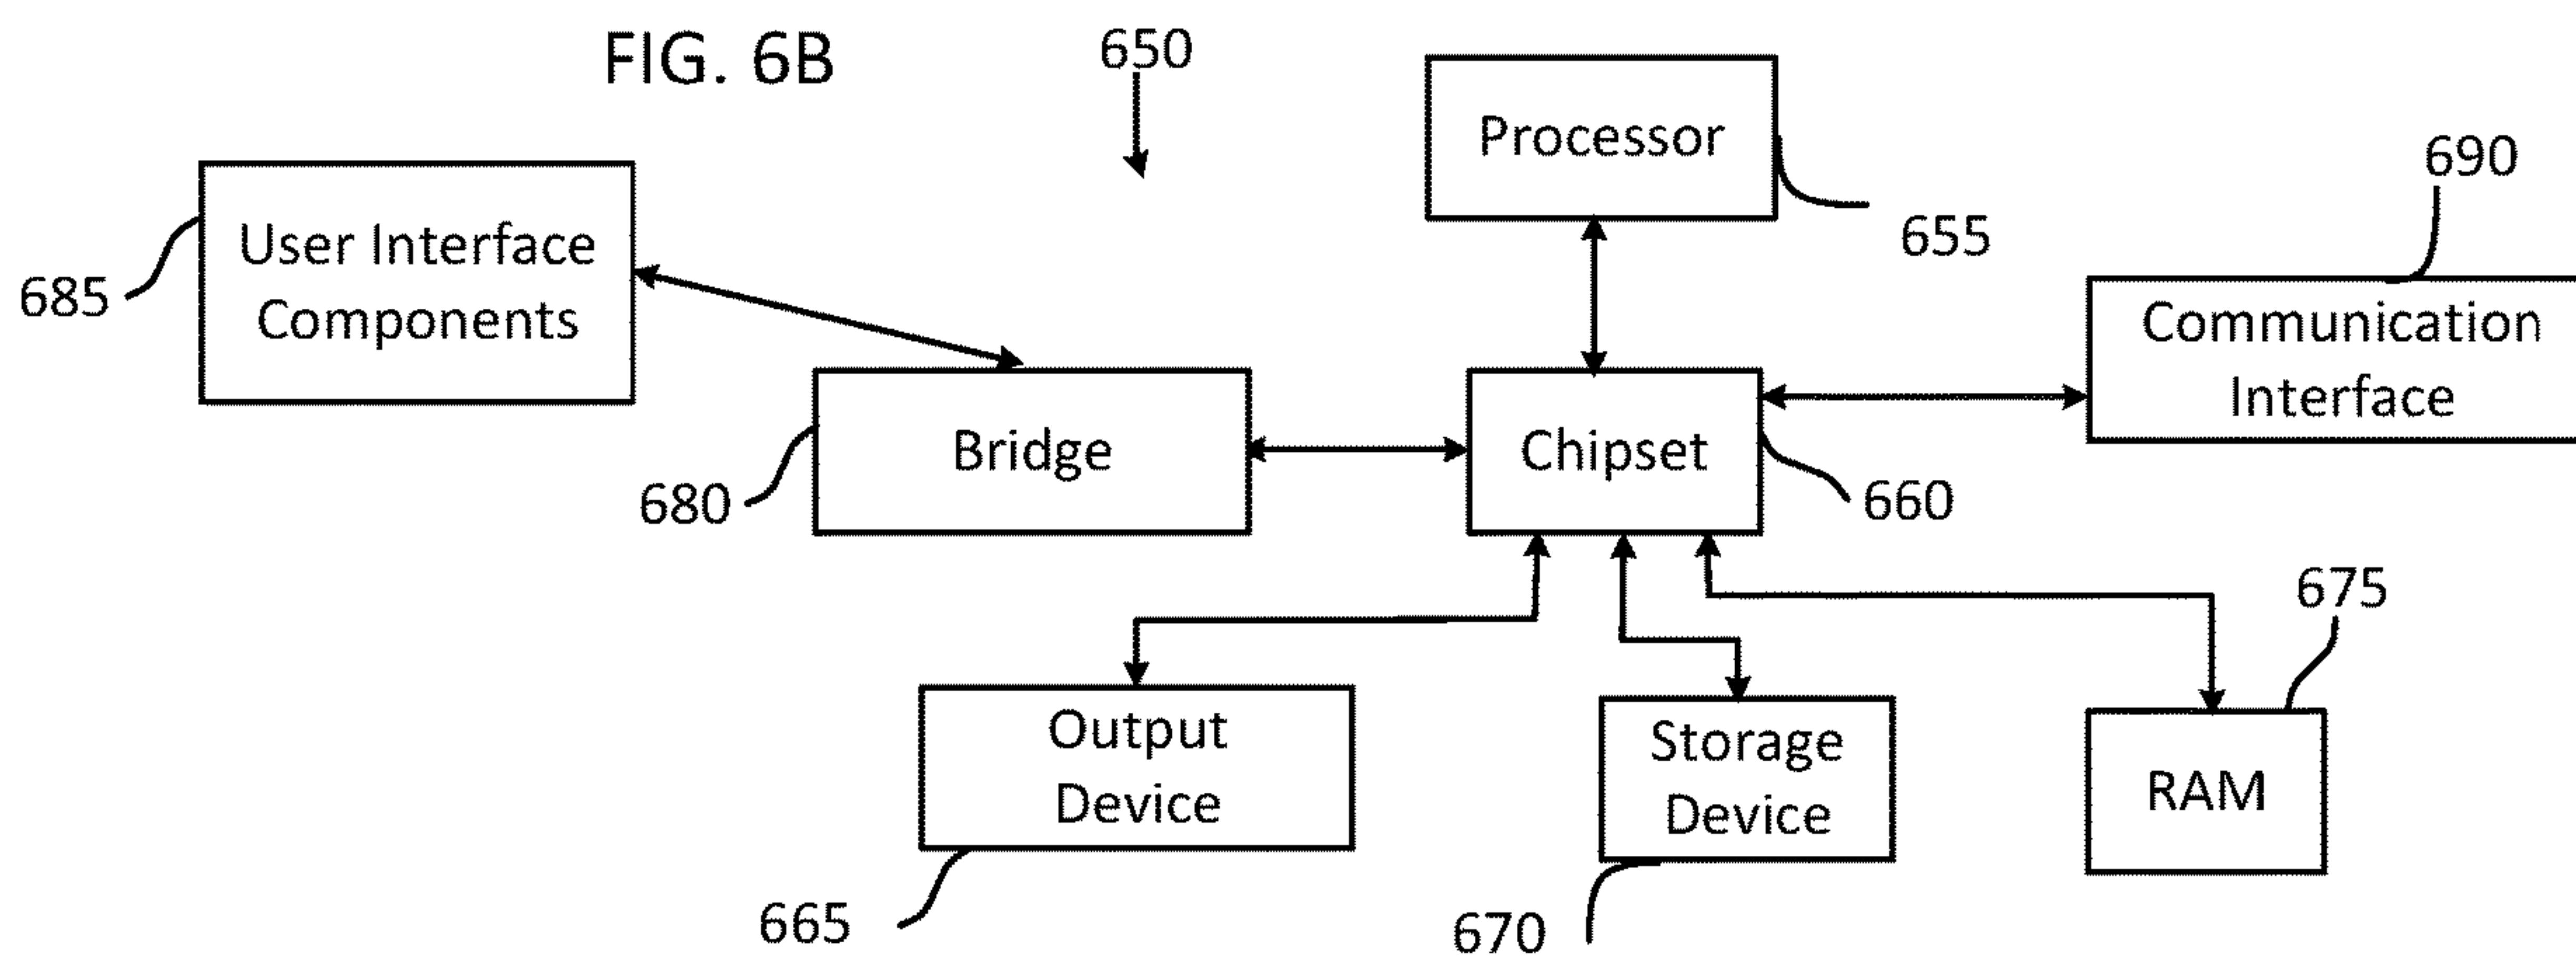 FIG. 6B
650
Processor
655
690
User Interface
Components
685
Communication
Interface
Bridge
680
Chipset
660
675
Output
Device
665
Storage
Device
670
RAM